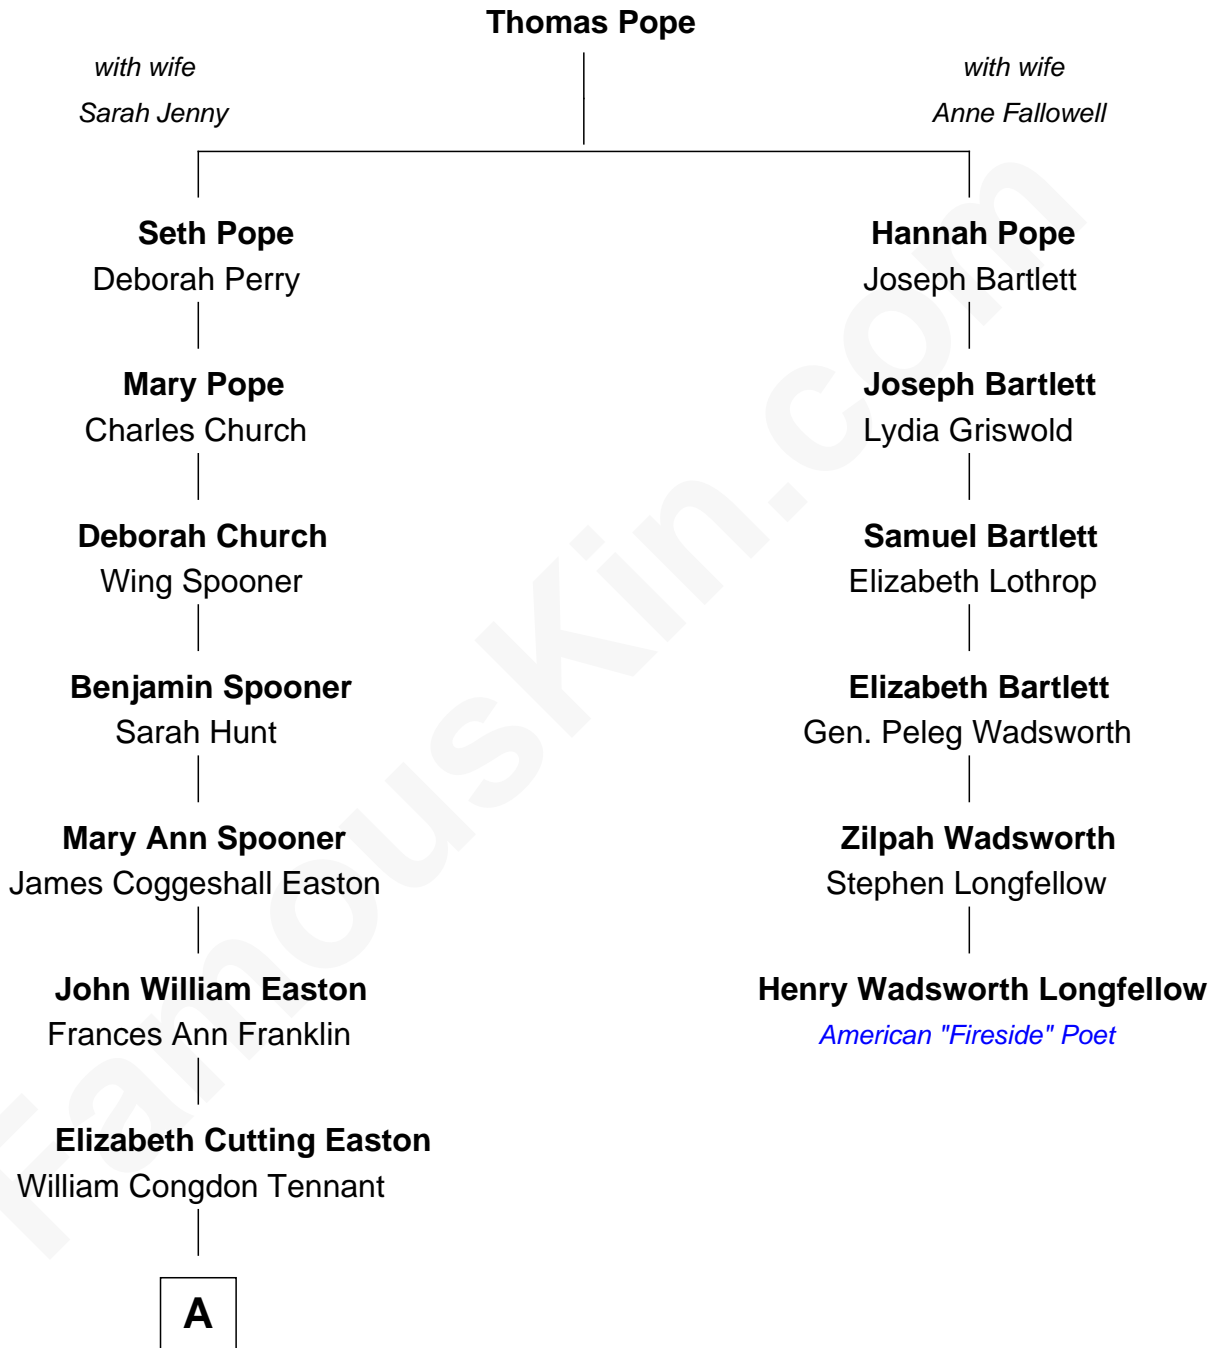 Thomas Pope
with wife
Sarah Jenny
with wife
Anne Fallowell
Seth Pope
Deborah Perry
Hannah Pope
Joseph Bartlett
Mary Pope
Charles Church
Joseph Bartlett
Lydia Griswold
Deborah Church
Wing Spooner
Samuel Bartlett
Elizabeth Lothrop
Benjamin Spooner
Sarah Hunt
Elizabeth Bartlett
Gen. Peleg Wadsworth
Mary Ann Spooner
James Coggeshall Easton
Zilpah Wadsworth
Stephen Longfellow
John William Easton
Frances Ann Franklin
Henry Wadsworth Longfellow
American "Fireside" Poet
Elizabeth Cutting Easton
William Congdon Tennant
A
FamousKin.com